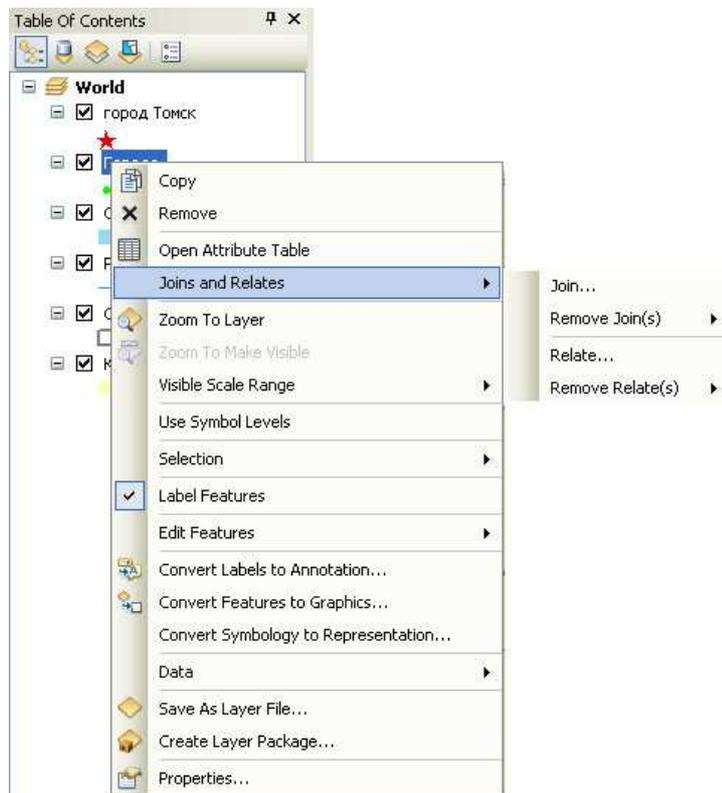 Table Of Contents
World
город Томск
Copy
Remove
Open Attribute Table
Joins and Relates
Join...
Remove Join(s)
Relate...
Remove Relate(s)
Zoom To Layer
Zoom To Make Visible
Visible Scale Range
Use Symbol Levels
Selection
Label Features
Edit Features
Convert Labels to Annotation...
Convert Features to Graphics...
Convert Symbology to Representation...
Data
Save As Layer File...
Create Layer Package...
Properties...